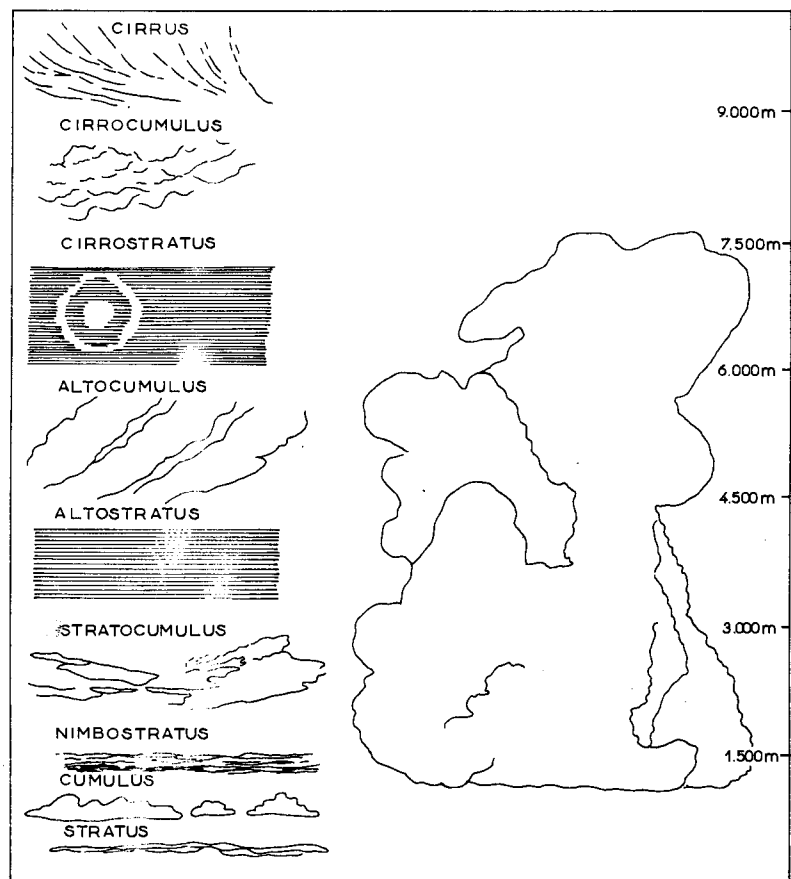 CIRRUS
9.000m
CIRROCUMULUS
CIRROSTRATUS
7.500m
6.000m
ALTOCUMULUS
4.500m
ALTOSTRATUS
STRATOCUMULUS
3.000m
NIMBOSTRATUS
1.500m
CUMULUS
STRATUS